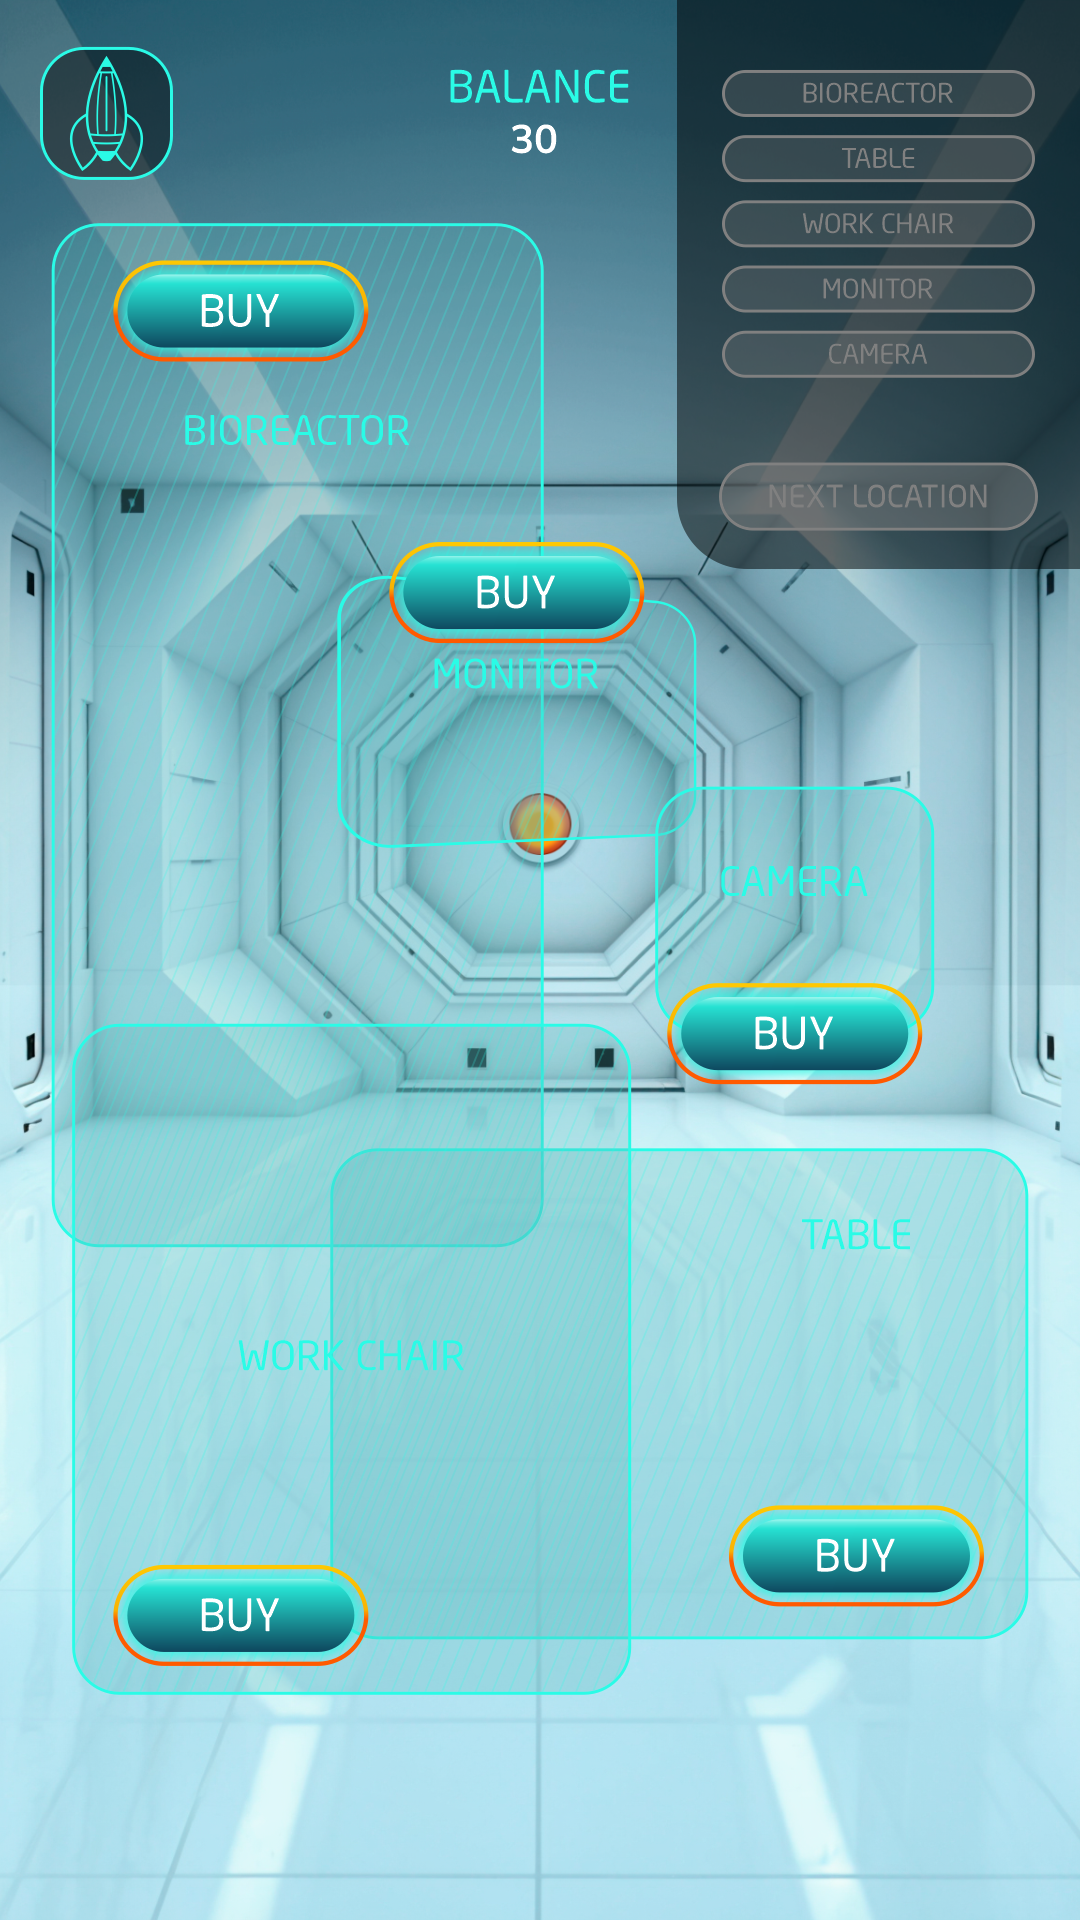 BALANCE
30
BIOREACTOR
TABLE
WORK CHAIR
MONITOR
CAMERA
NEXT LOCATION
BUY
BIOREACTOR
BUY
MONITOR
CAMERA
BUY
TABLE
WORK CHAIR
BUY
BUY